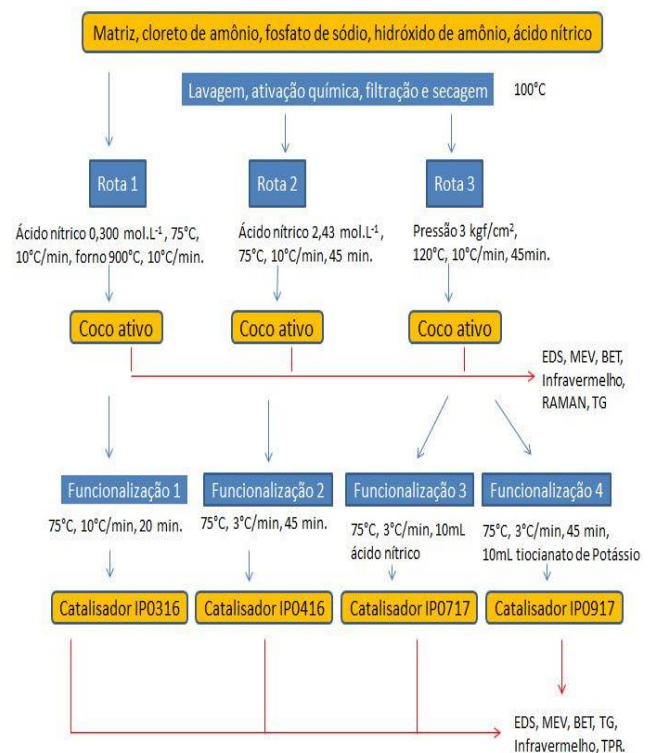 Matriz, cloreto de amônio, fosfato de sódio, hidróxido de amônio, ácido nítrico
Lavagem, ativação química, filtração e secagem
100°C
Rota 1
Rota 2
Rota 3
Ácido nítrico 0,300 mol.L⁻¹ , 75°C,
10°C/min, forno 900°C, 10°C/min.
Ácido nítrico 2,43 mol.L⁻¹,
75°C, 10°C/min, 45 min.
Pressão 3 kgf/cm²,
120°C, 10°C/min, 45min.
Coco ativo
Coco ativo
Coco ativo
EDS, MEV, BET,
Infravermelho,
RAMAN, TG
Funcionalização 1
Funcionalização 2
Funcionalização 3
Funcionalização 4
75°C, 10°C/min, 20 min.
75°C, 3°C/min, 45 min.
75°C, 3°C/min, 10mL
ácido nítrico
75°C, 3°C/min, 45 min,
10mL tiocianato de Potássio
Catalisador IP0316
Catalisador IP0416
Catalisador IP0717
Catalisador IP0917
EDS, MEV, BET, TG,
Infravermelho, TPR.